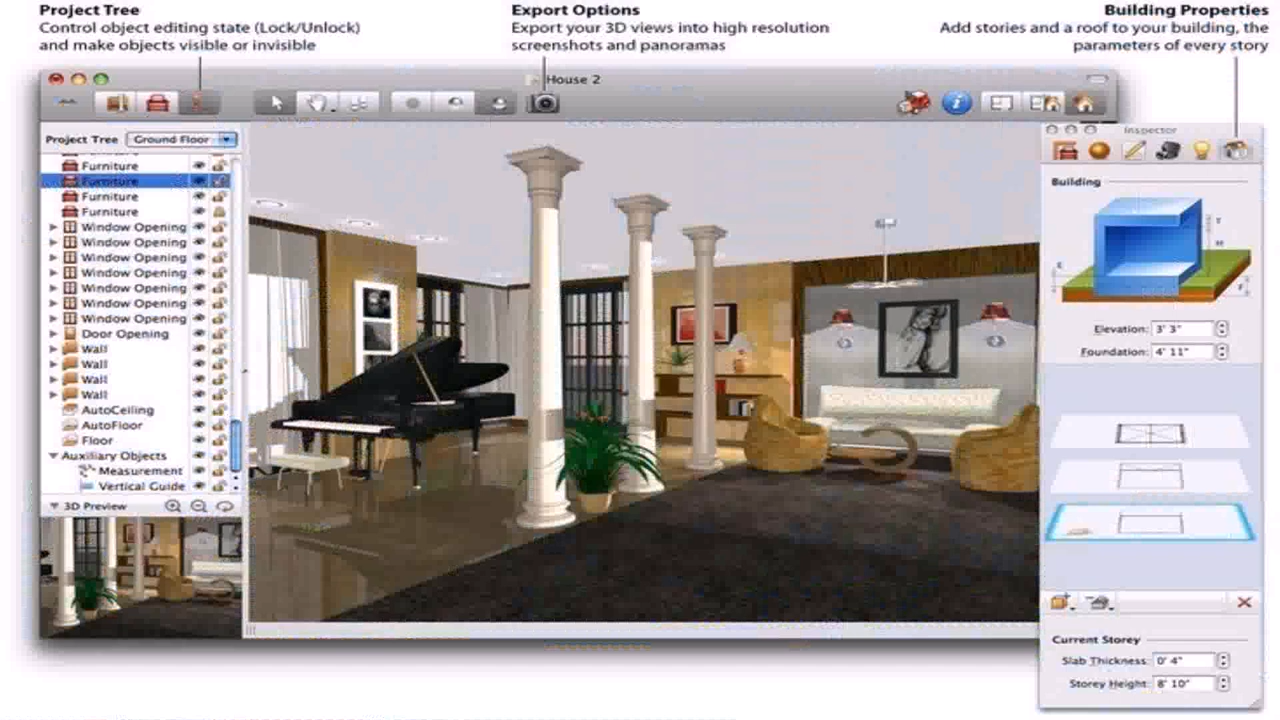 Project Tree
Control object editing state (Lock/Unlock)
and make objects visible or invisible
Export Options
Export your 3D views into high resolution
screenshots and panoramas
Building Properties
Add stories and a roof to your building, the
parameters of every story
House 2
Project Tree
Ground Floor
Furniture
Furniture
Furniture
Furniture
Window Opening
Window Opening
Window Opening
Window Opening
Window Opening
Window Opening
Window Opening
Door Opening
Wall
Wall
Wall
Wall
AutoCeiling
AutoFloor
Floor
Auxiliary Objects
Measurement
Vertical Guide
3D Preview
Inspector
Building
T
H
E
F
Elevation: 3' 3"
Foundation: 4' 11"
Current Storey
Slab Thickness: 0' 4"
Storey Height: 8' 10"